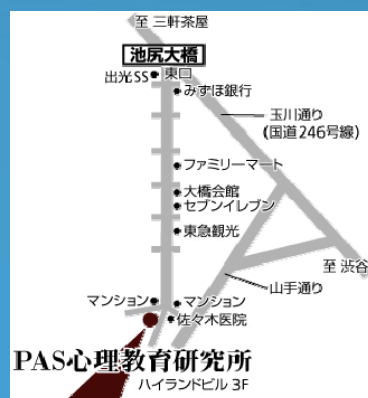 至 三軒茶屋
池尻大橋
出光SS
東口
みずほ銀行
玉川通り
(国道246号線)
ファミリーマート
大橋会館
セブンイレブン
東急観光
至 渋谷
山手通り
マンション
マンション
佐々木医院
PAS心理教育研究所
ハイランドビル 3F